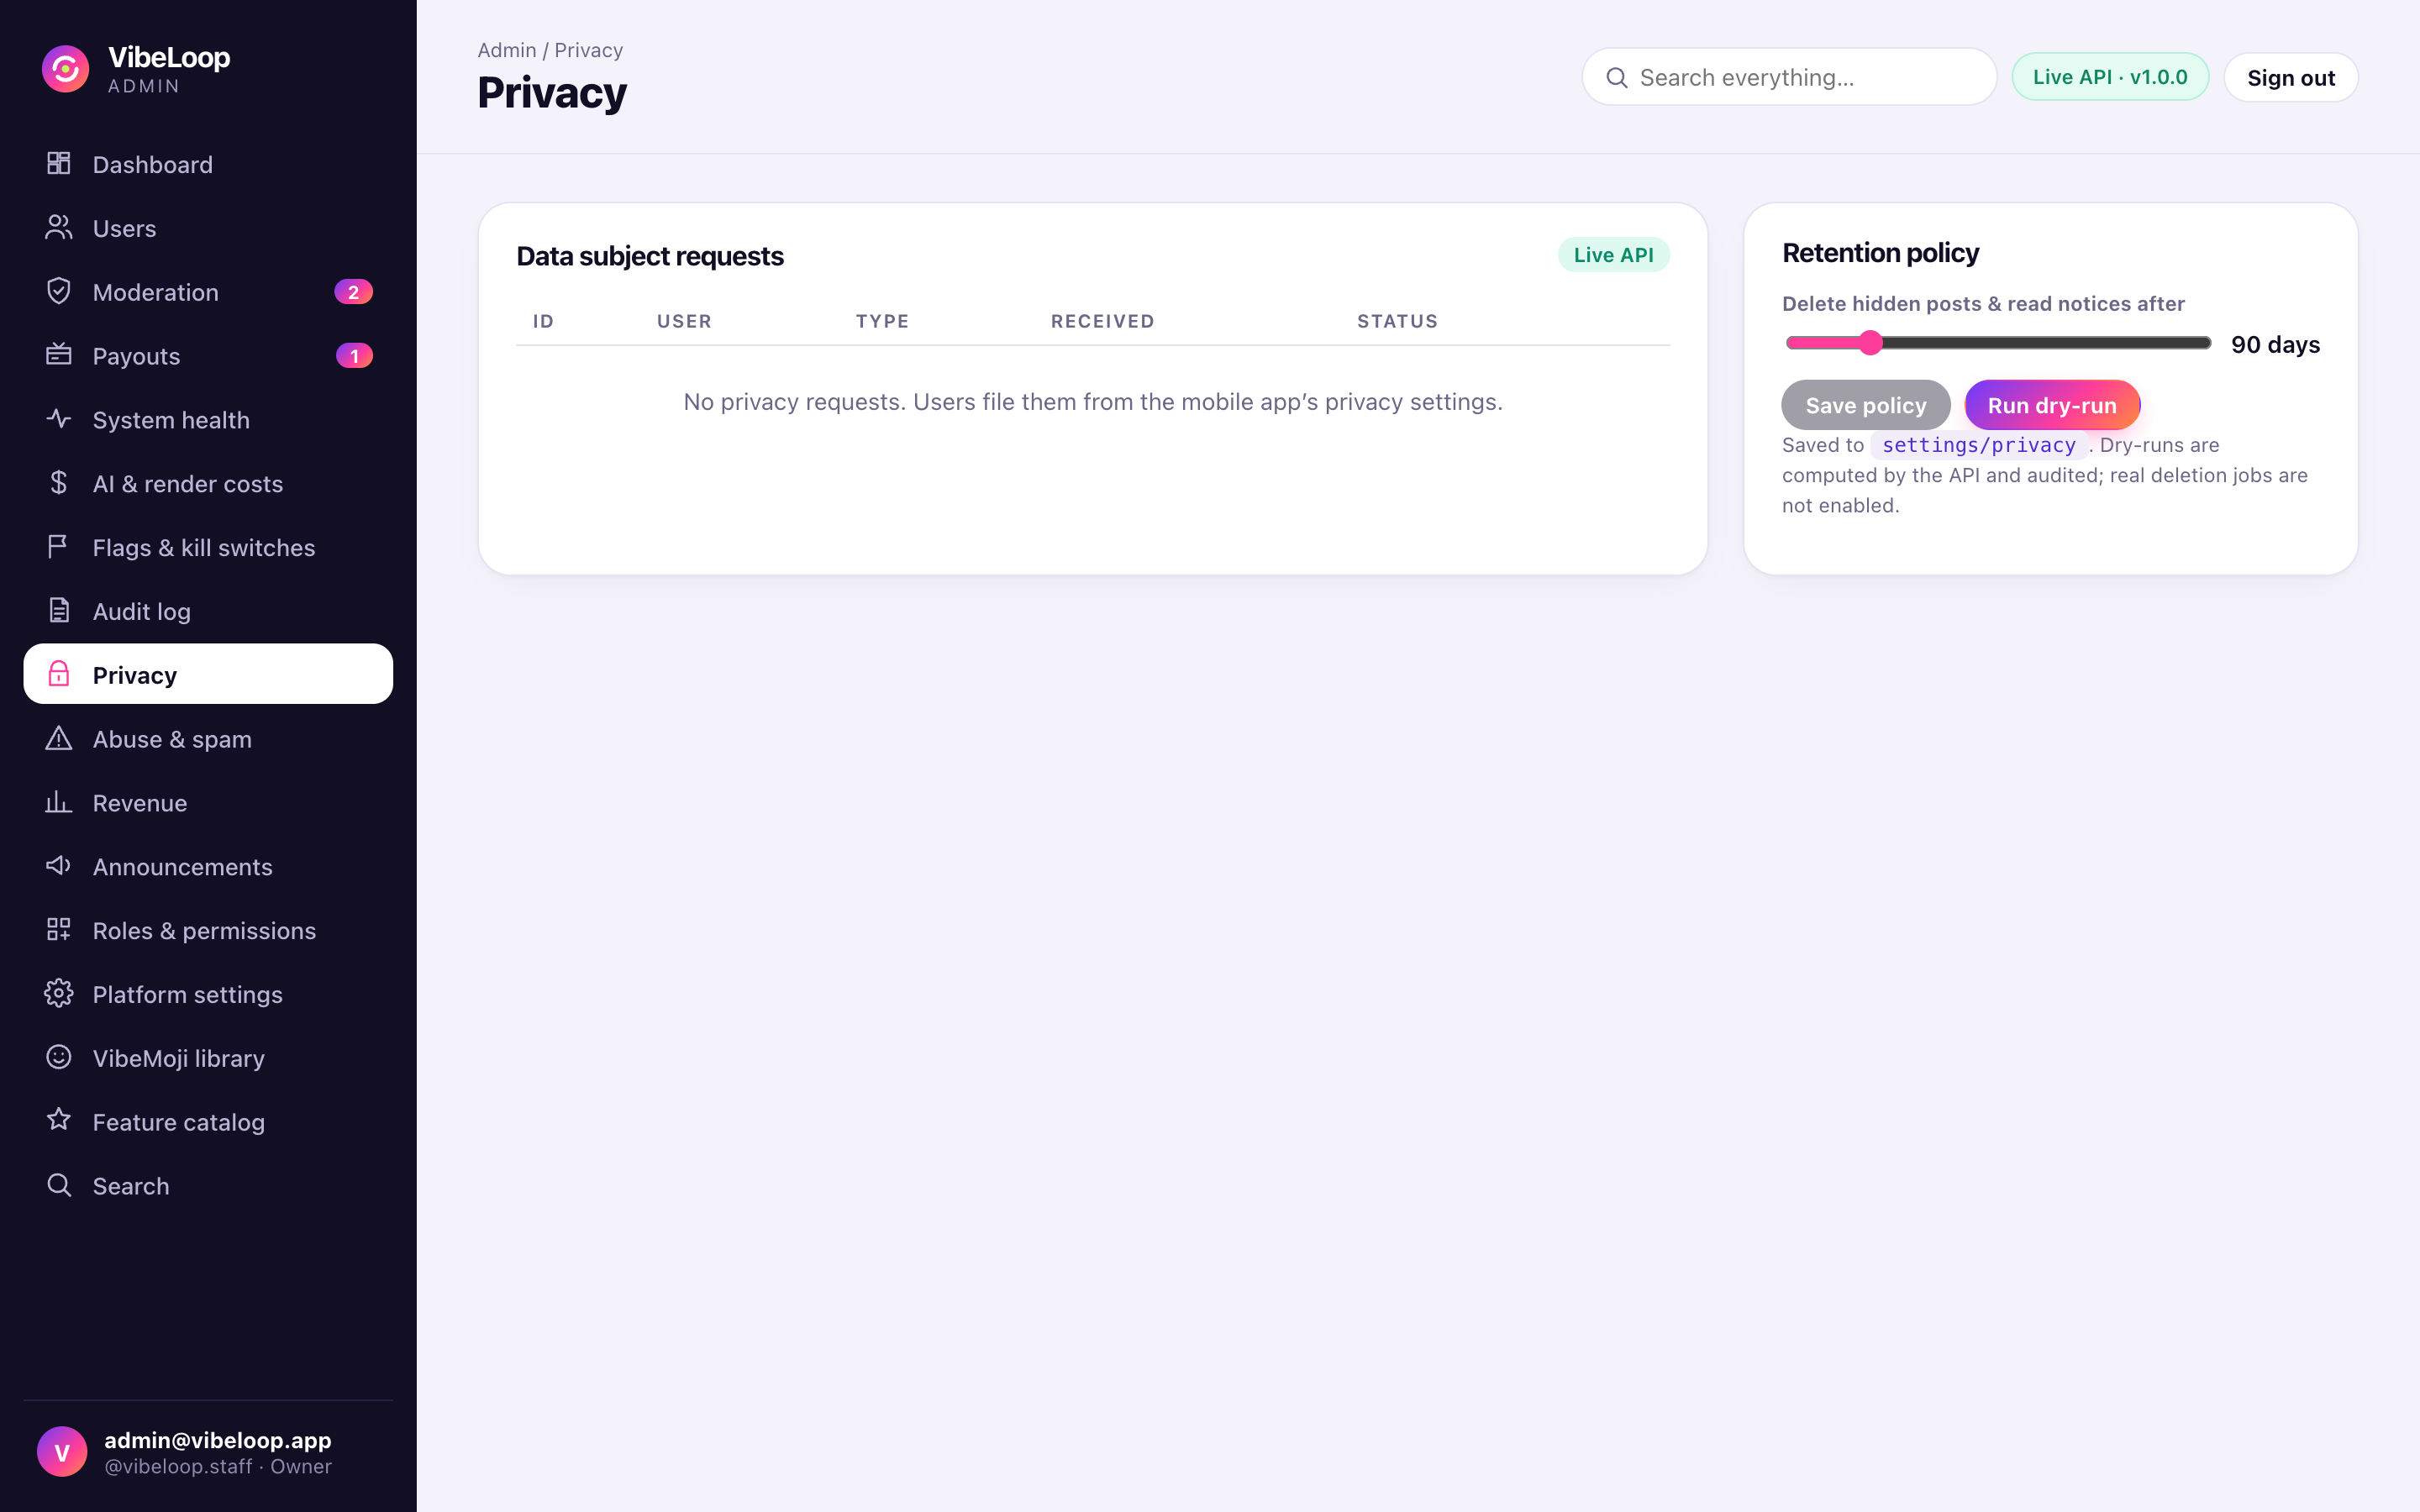 VibeLoop
ADMIN
Dashboard
Users
Moderation 2
Payouts 1
System health
AI & render costs
Flags & kill switches
Audit log
Privacy
Abuse & spam
Revenue
Announcements
Roles & permissions
Platform settings
VibeMoji library
Feature catalog
Search
V
admin@vibeloop.app
@vibeloop.staff · Owner
Admin / Privacy
Privacy
Search everything...
Live API · v1.0.0
Sign out
Data subject requests
Live API
ID USER TYPE RECEIVED STATUS
No privacy requests. Users file them from the mobile app’s privacy settings.
Retention policy
Delete hidden posts & read notices after
90 days
Save policy
Run dry-run
Saved to settings/privacy . Dry-runs are
computed by the API and audited; real deletion jobs are
not enabled.